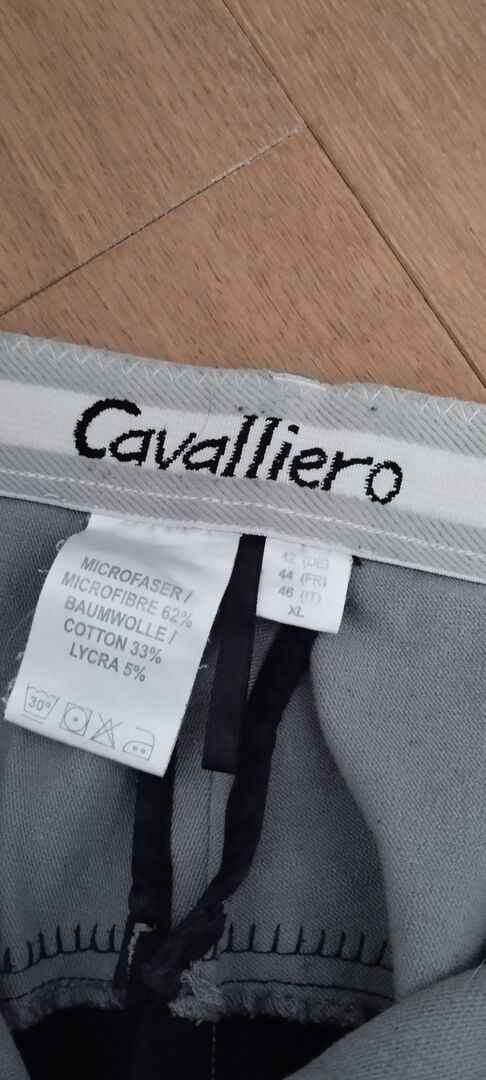 Cavalliero
MICROFASER /
MICROFIBRE 62%
BAUMWOLLE /
COTTON 33%
LYCRA 5%
30°
42 (DE)
44 (FR)
46 (IT)
XL